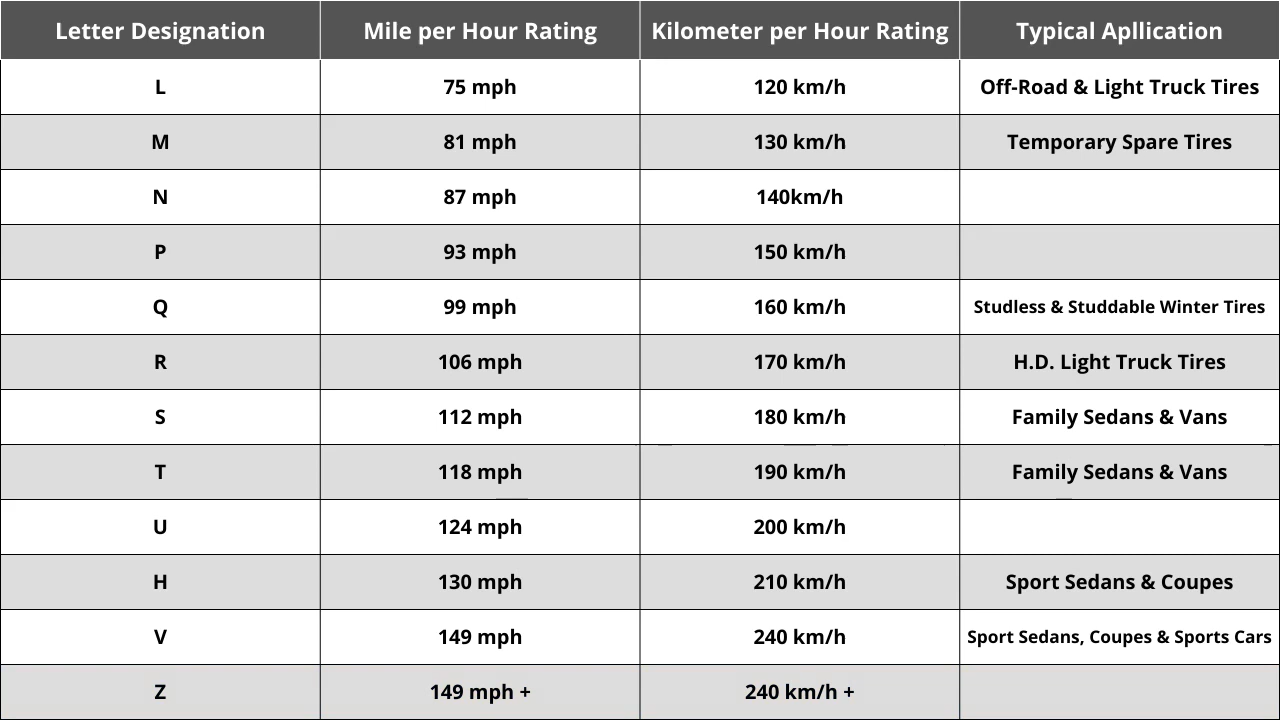 Letter Designation Mile per Hour Rating Kilometer per Hour Rating Typical Apllication
L 75 mph 120 km/h Off-Road & Light Truck Tires
M 81 mph 130 km/h Temporary Spare Tires
N 87 mph 140km/h
P 93 mph 150 km/h
Q 99 mph 160 km/h Studless & Studdable Winter Tires
R 106 mph 170 km/h H.D. Light Truck Tires
S 112 mph 180 km/h Family Sedans & Vans
T 118 mph 190 km/h Family Sedans & Vans
U 124 mph 200 km/h
H 130 mph 210 km/h Sport Sedans & Coupes
V 149 mph 240 km/h Sport Sedans, Coupes & Sports Cars
Z 149 mph + 240 km/h +